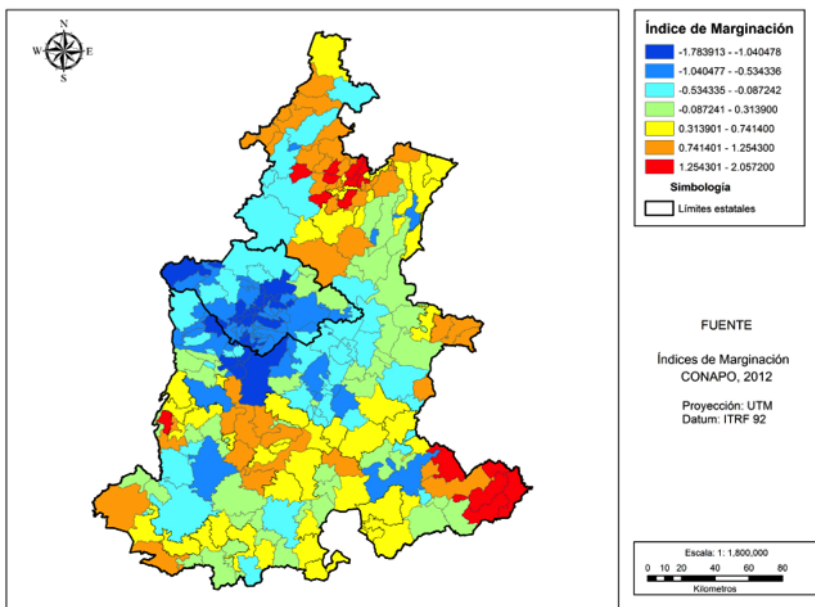 N
W E
S
Índice de Marginación
-1.783913 - -1.040478
-1.040477 - -0.534336
-0.534335 - -0.087242
-0.087241 - 0.313900
0.313901 - 0.741400
0.741401 - 1.254300
1.254301 - 2.057200
Simbología
Límites estatales
FUENTE
Índices de Marginación
CONAPO, 2012
Proyección: UTM
Datum: ITRF 92
Escala: 1: 1,800,000
0 10 20 40 60 80
Kilometros